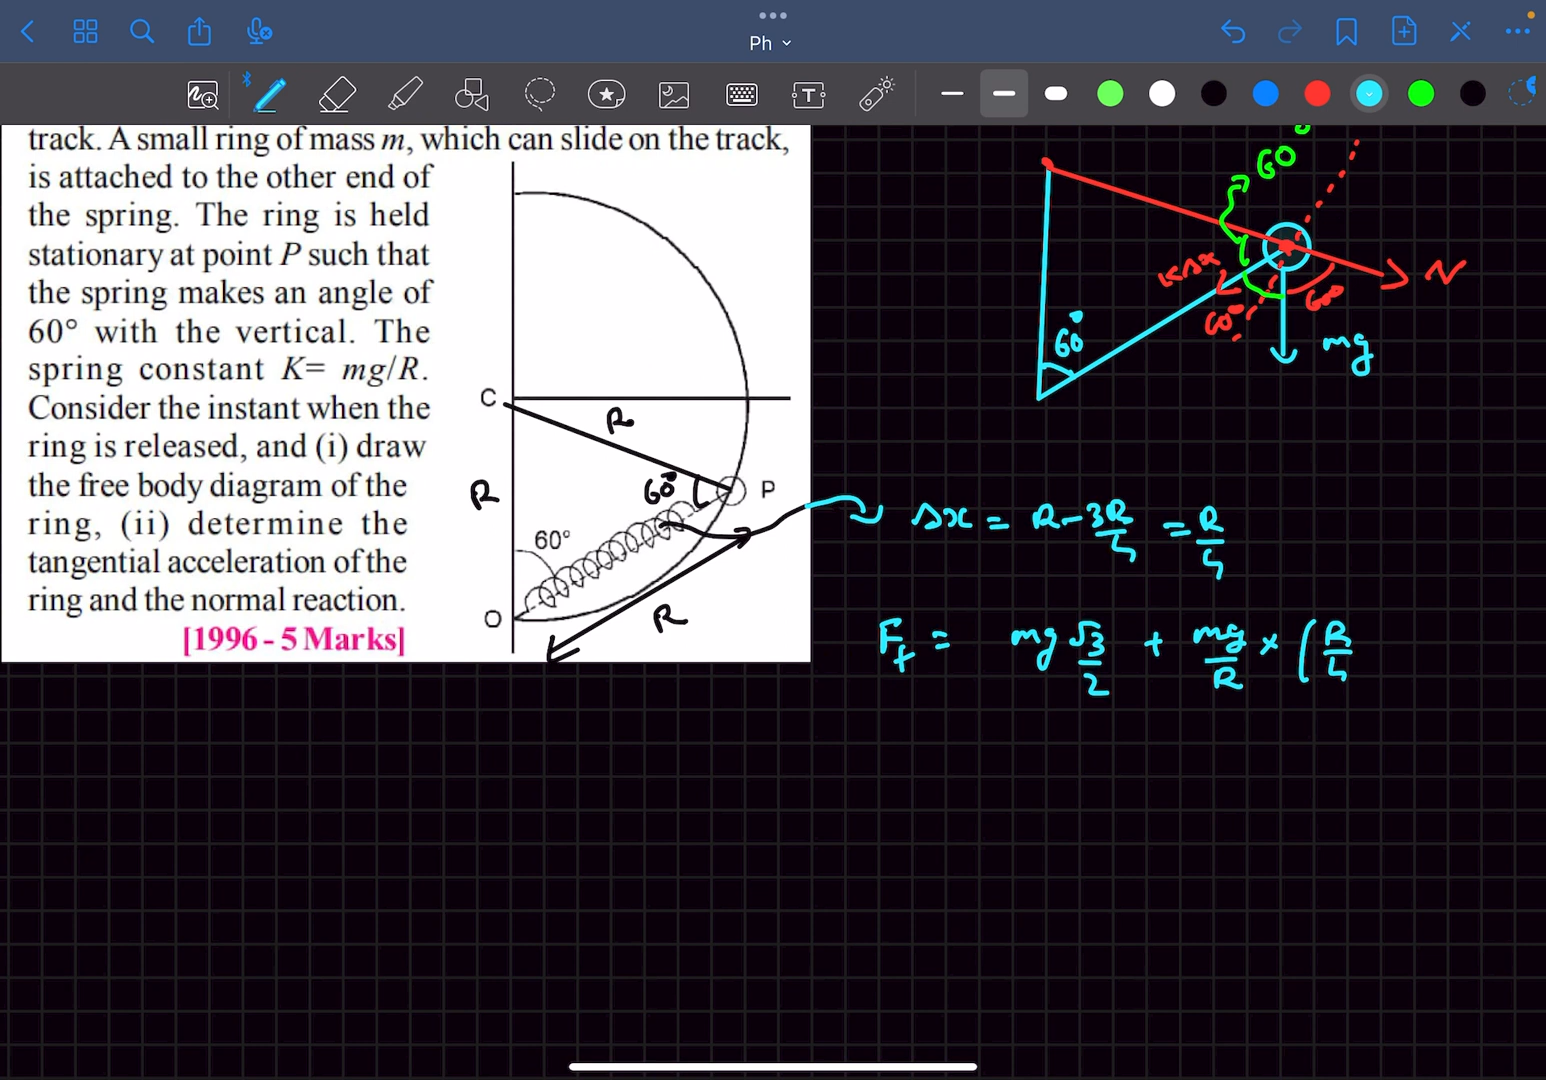 Ph
T
track. A small ring of mass m, which can slide on the track,
is attached to the other end of
the spring. The ring is held
stationary at point P such that
the spring makes an angle of
60° with the vertical. The
spring constant K= mg/R.
Consider the instant when the
ring is released, and (i) draw
the free body diagram of the
ring, (ii) determine the
tangential acceleration of the
ring and the normal reaction.
[1996 - 5 Marks]
C
R
R
60°
P
60°
O
R
60°
KΔx
N
60°
60°
60°
mg
Δx = R - 3R/4 = R/4
F_t = mg √3/2 + mg/R × (R/4